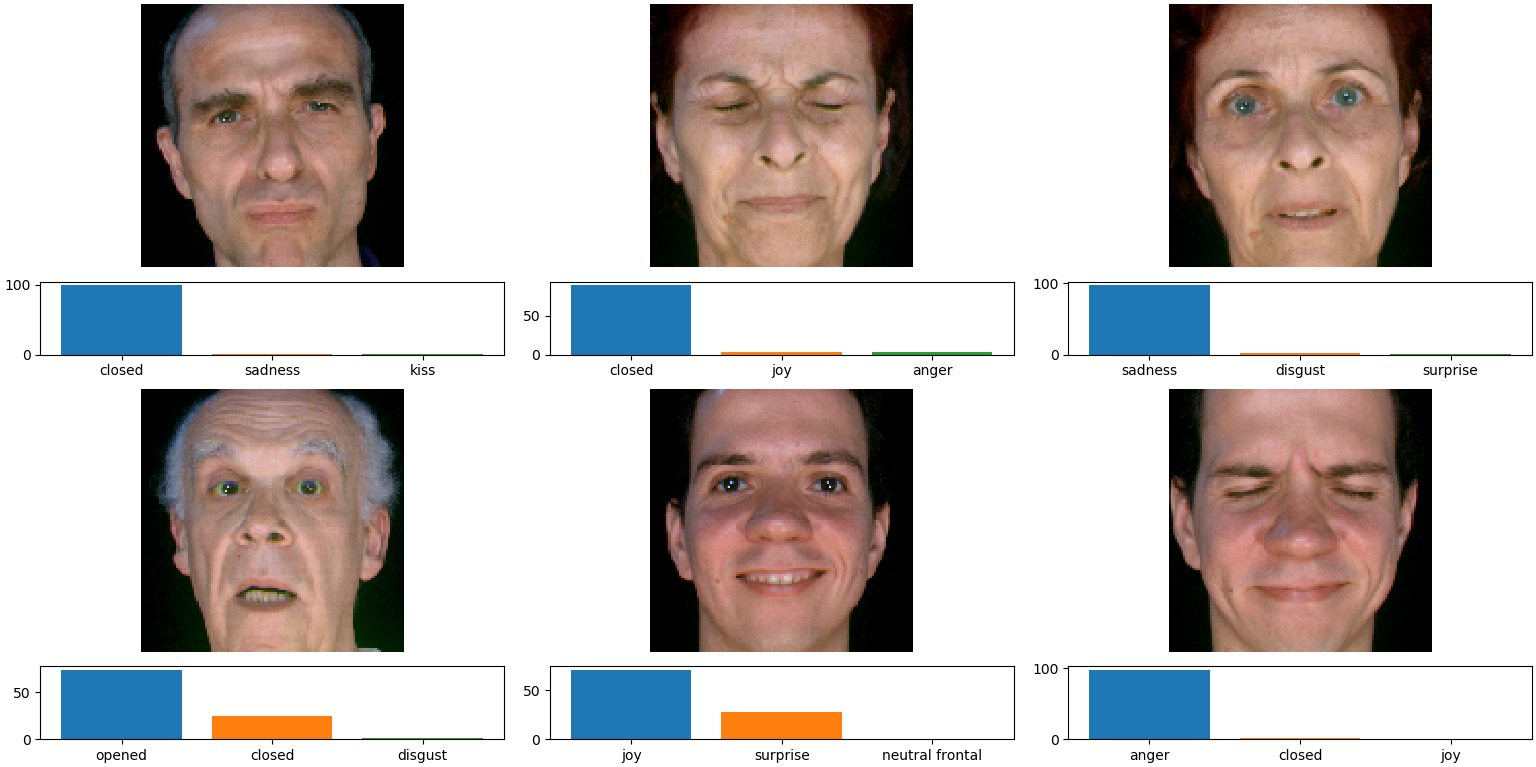 100
0
closed sadness kiss
50
0
closed joy anger
100
0
sadness disgust surprise
50
0
opened closed disgust
50
0
joy surprise neutral frontal
100
0
anger closed joy